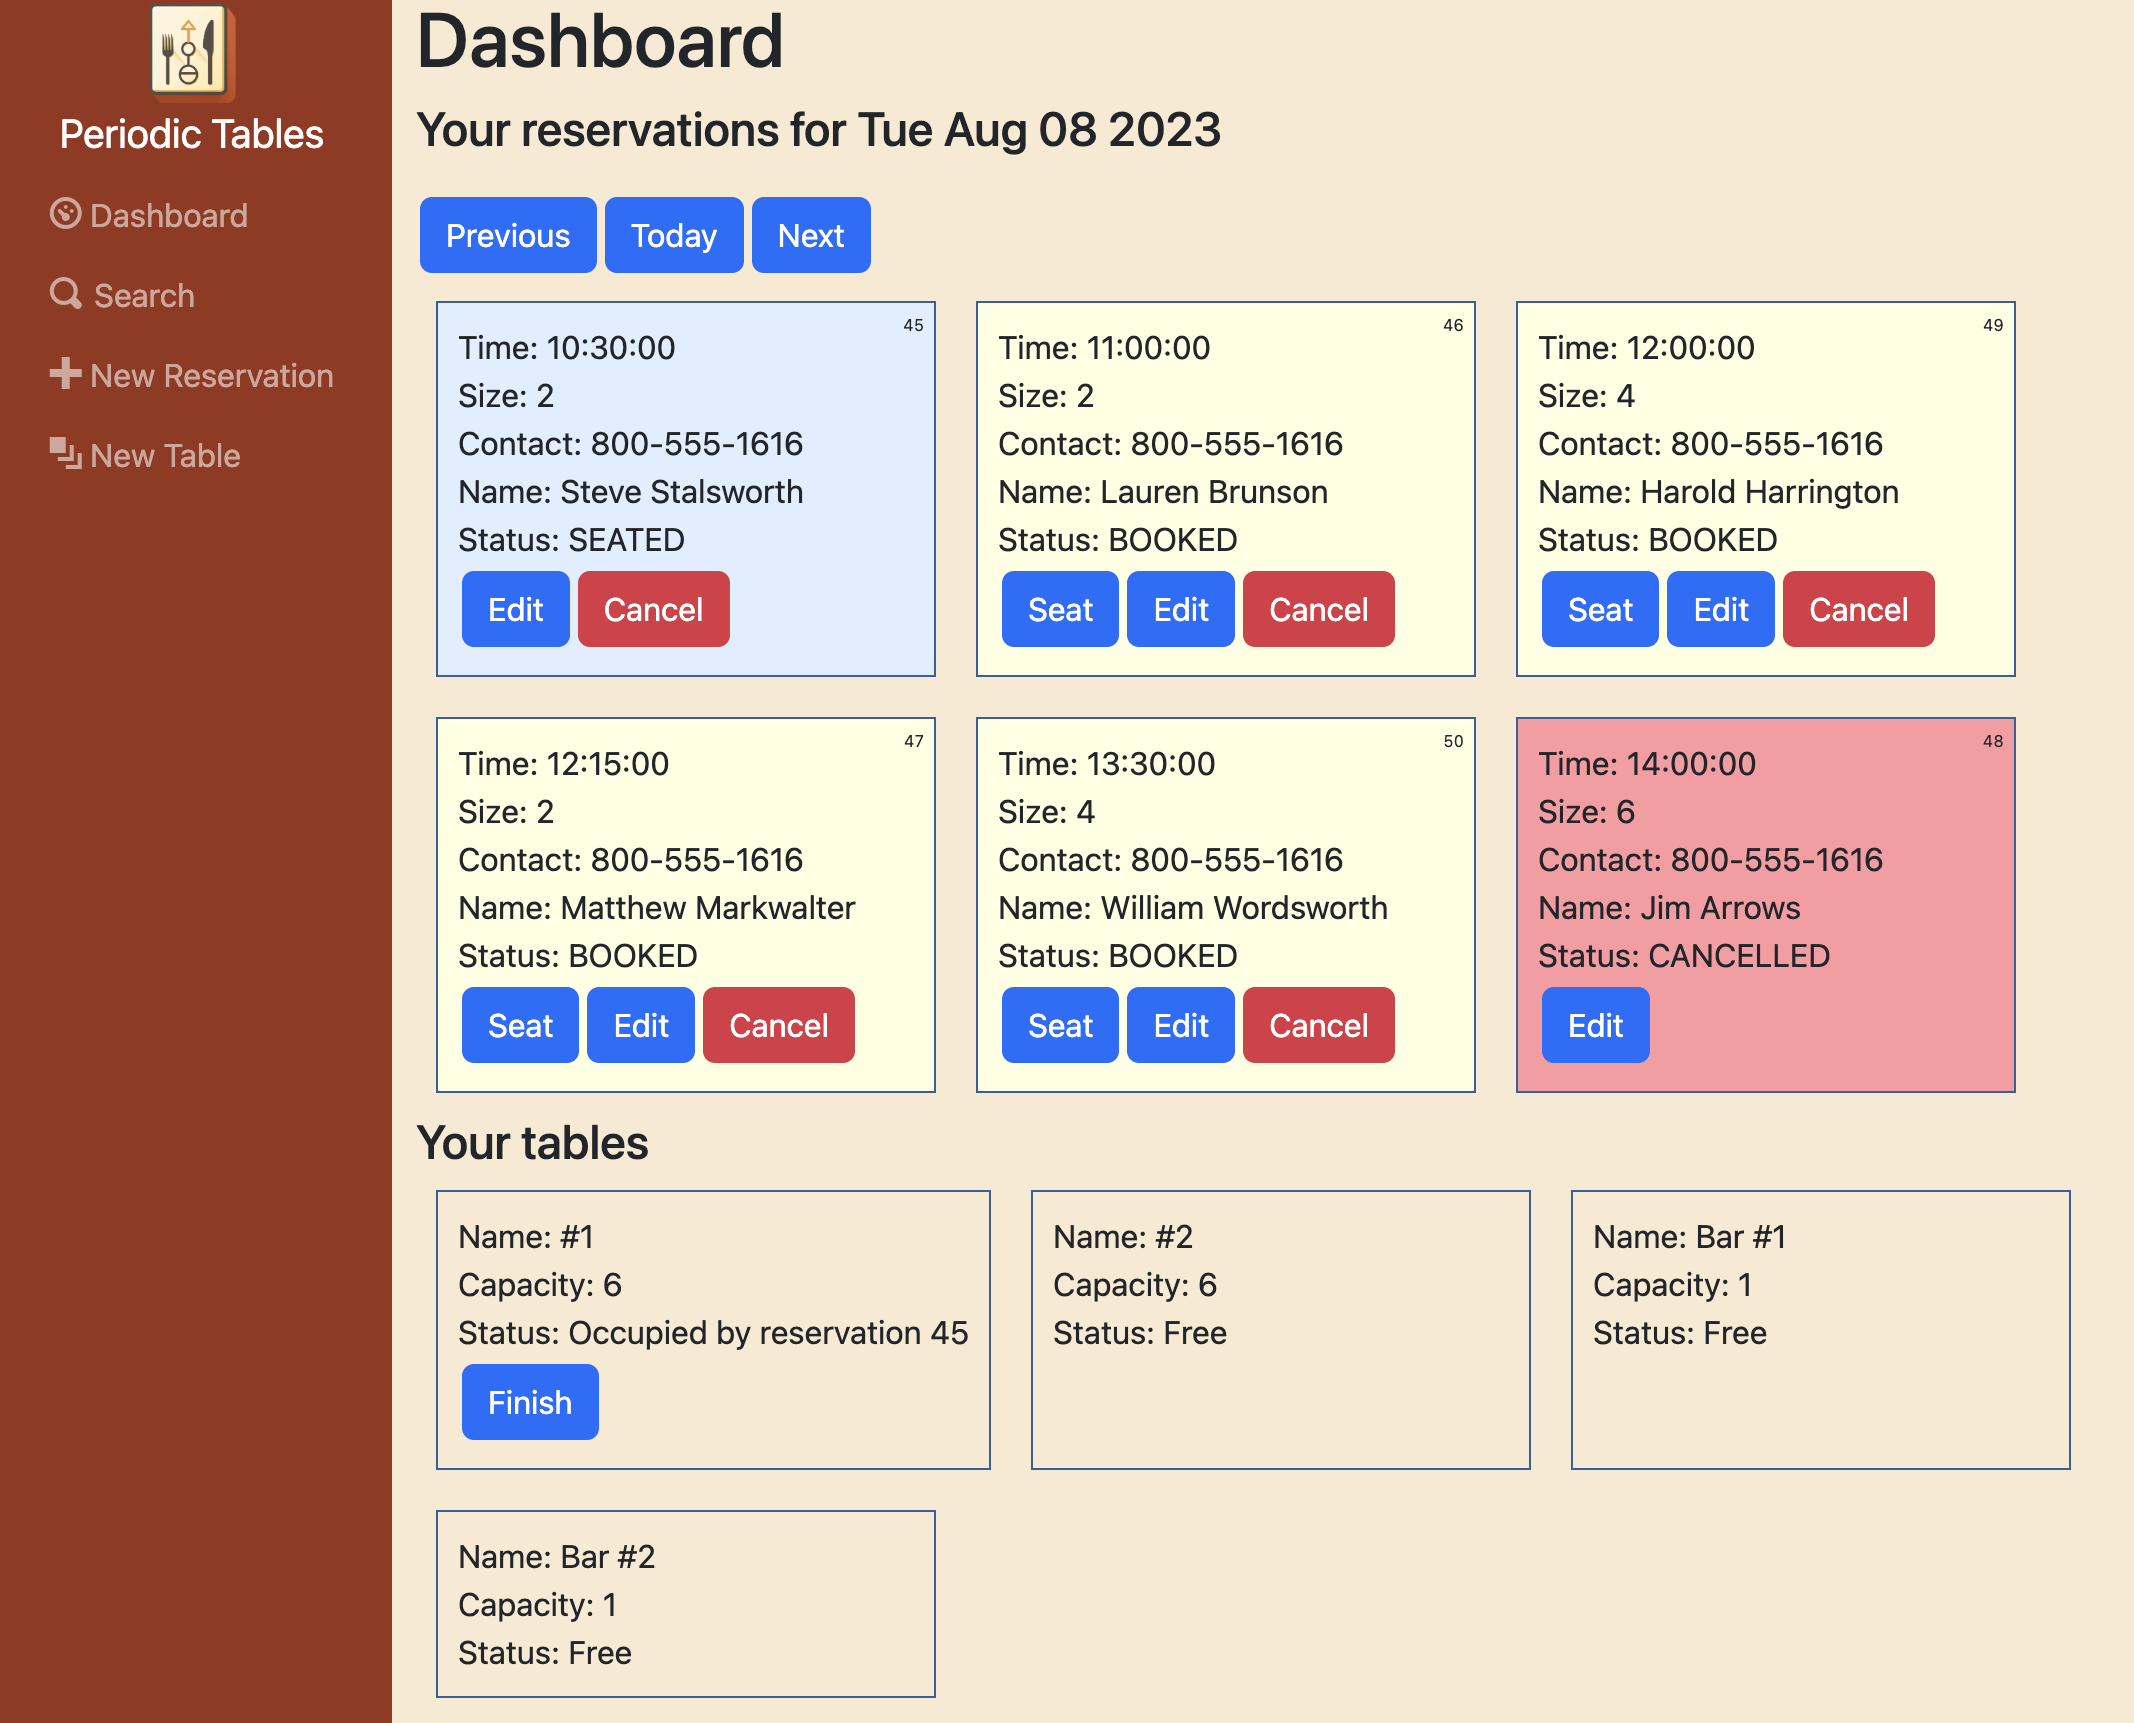 Periodic Tables
Dashboard
Search
New Reservation
New Table
Dashboard
Your reservations for Tue Aug 08 2023
Previous Today Next
45
Time: 10:30:00
Size: 2
Contact: 800-555-1616
Name: Steve Stalsworth
Status: SEATED
Edit Cancel
46
Time: 11:00:00
Size: 2
Contact: 800-555-1616
Name: Lauren Brunson
Status: BOOKED
Seat Edit Cancel
49
Time: 12:00:00
Size: 4
Contact: 800-555-1616
Name: Harold Harrington
Status: BOOKED
Seat Edit Cancel
47
Time: 12:15:00
Size: 2
Contact: 800-555-1616
Name: Matthew Markwalter
Status: BOOKED
Seat Edit Cancel
50
Time: 13:30:00
Size: 4
Contact: 800-555-1616
Name: William Wordsworth
Status: BOOKED
Seat Edit Cancel
48
Time: 14:00:00
Size: 6
Contact: 800-555-1616
Name: Jim Arrows
Status: CANCELLED
Edit
Your tables
Name: #1
Capacity: 6
Status: Occupied by reservation 45
Finish
Name: #2
Capacity: 6
Status: Free
Name: Bar #1
Capacity: 1
Status: Free
Name: Bar #2
Capacity: 1
Status: Free